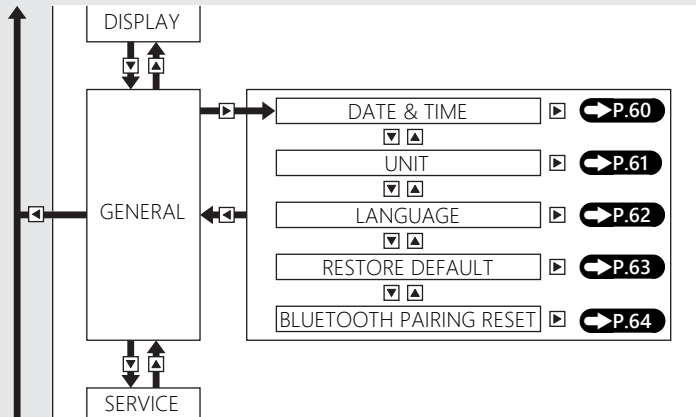 DISPLAY
GENERAL
DATE & TIME P.60
UNIT P.61
LANGUAGE P.62
RESTORE DEFAULT P.63
BLUETOOTH PAIRING RESET P.64
SERVICE